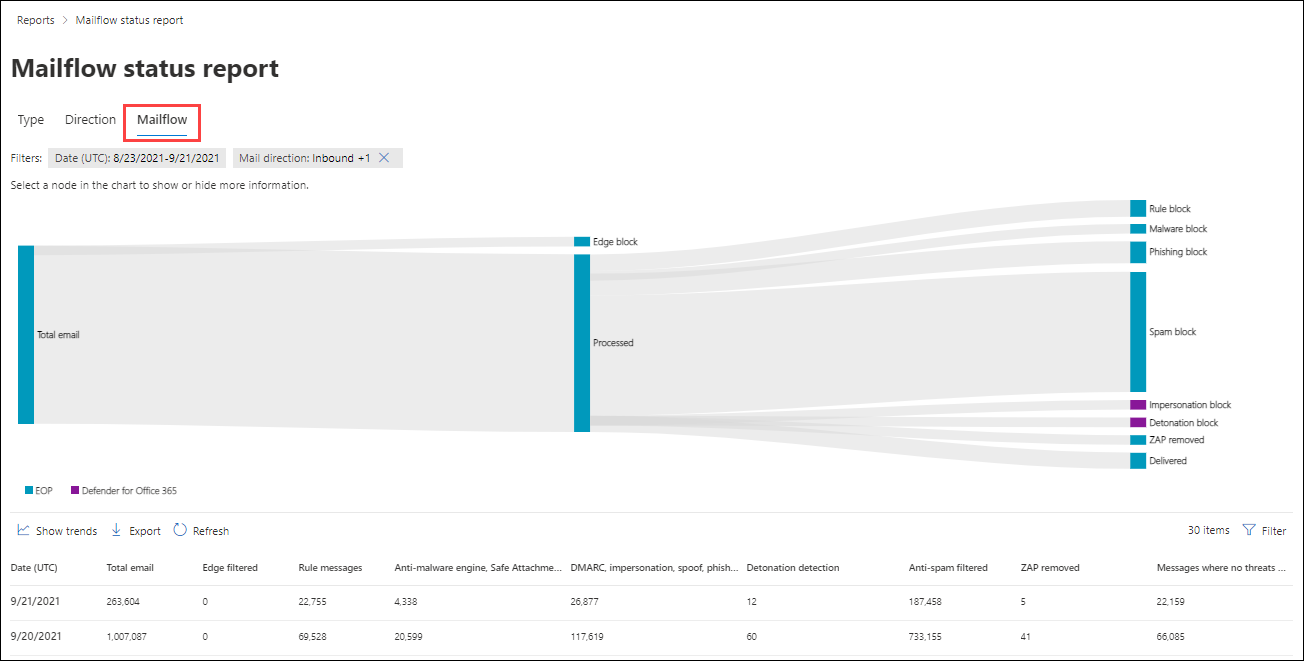 Reports > Mailflow status report
Mailflow status report
Type Direction Mailflow
Filters: Date (UTC): 8/23/2021-9/21/2021 Mail direction: Inbound +1
Select a node in the chart to show or hide more information.
Rule block
Malware block
Edge block
Phishing block
Total email
Processed
Spam block
Impersonation block
Detonation block
ZAP removed
Delivered
EOP Defender for Office 365
Show trends Export Refresh 30 items Filter
Date (UTC) Total email Edge filtered Rule messages Anti-malware engine, Safe Attachme... DMARC, impersonation, spoof, phish... Detonation detection Anti-spam filtered ZAP removed Messages where no threats ...
9/21/2021 263,604 0 22,755 4,338 26,877 12 187,458 5 22,159
9/20/2021 1,007,087 0 69,528 20,599 117,619 60 733,155 41 66,085